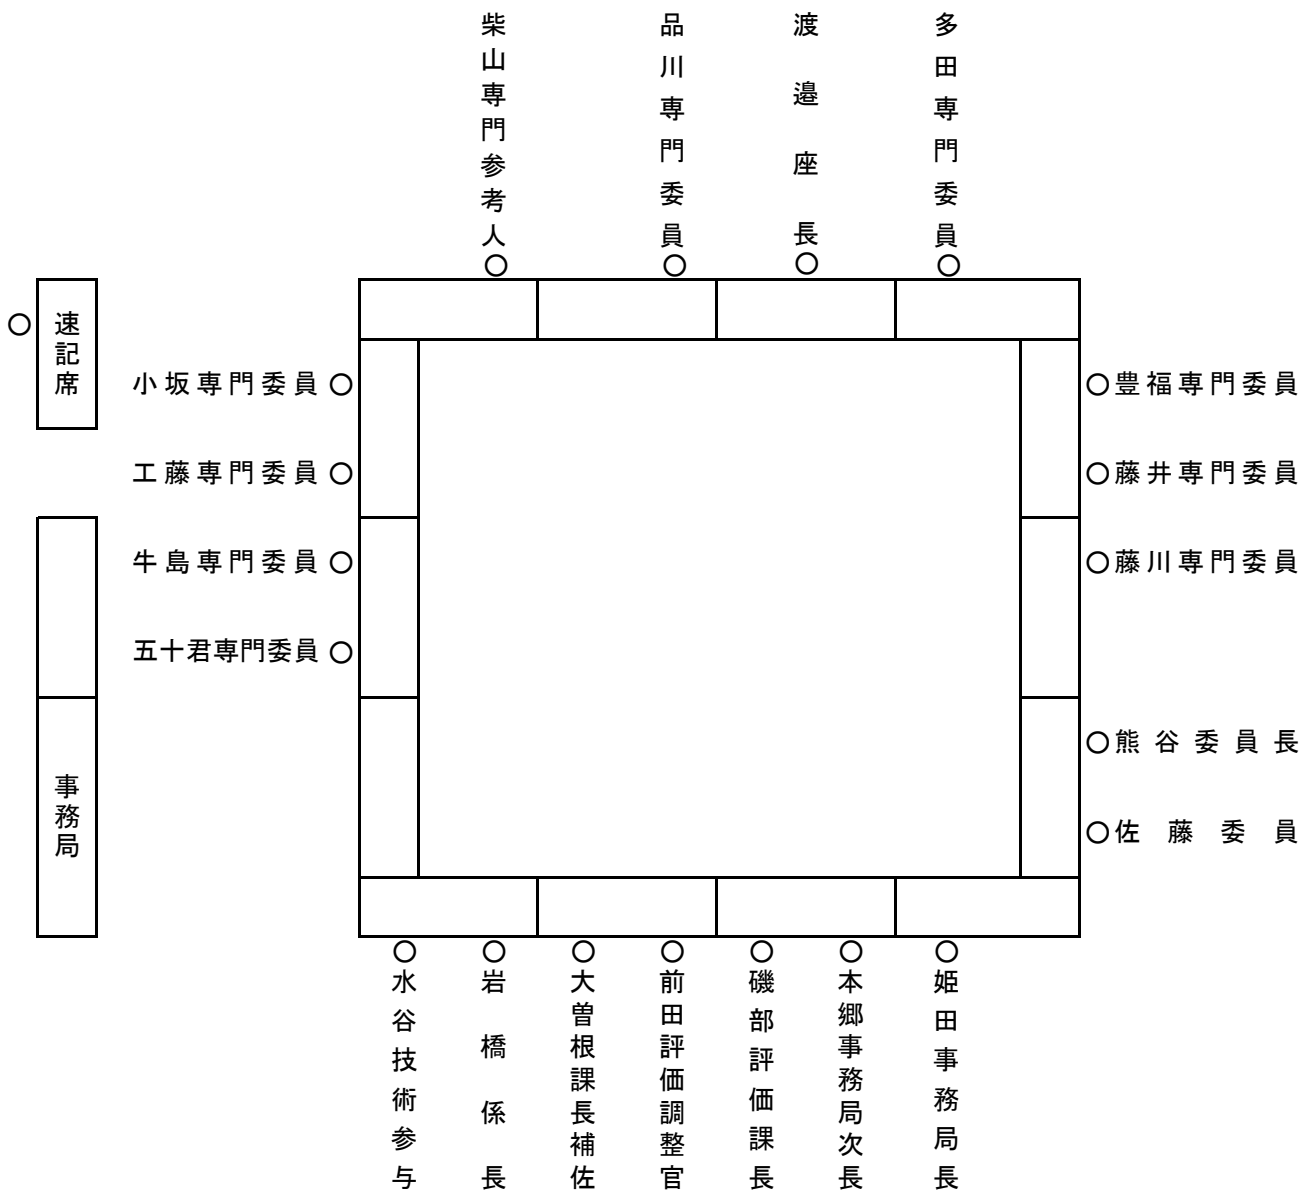 柴山専門参考人
品川専門委員
渡邉座長
多田専門委員
速記席
小坂専門委員
豊福専門委員
工藤専門委員
藤井専門委員
牛島専門委員
藤川専門委員
五十君専門委員
熊谷委員長
事務局
佐藤委員
水谷技術参与
岩橋係長
大曽根課長補佐
前田評価調整官
磯部評価課長
本郷事務局次長
姫田事務局長